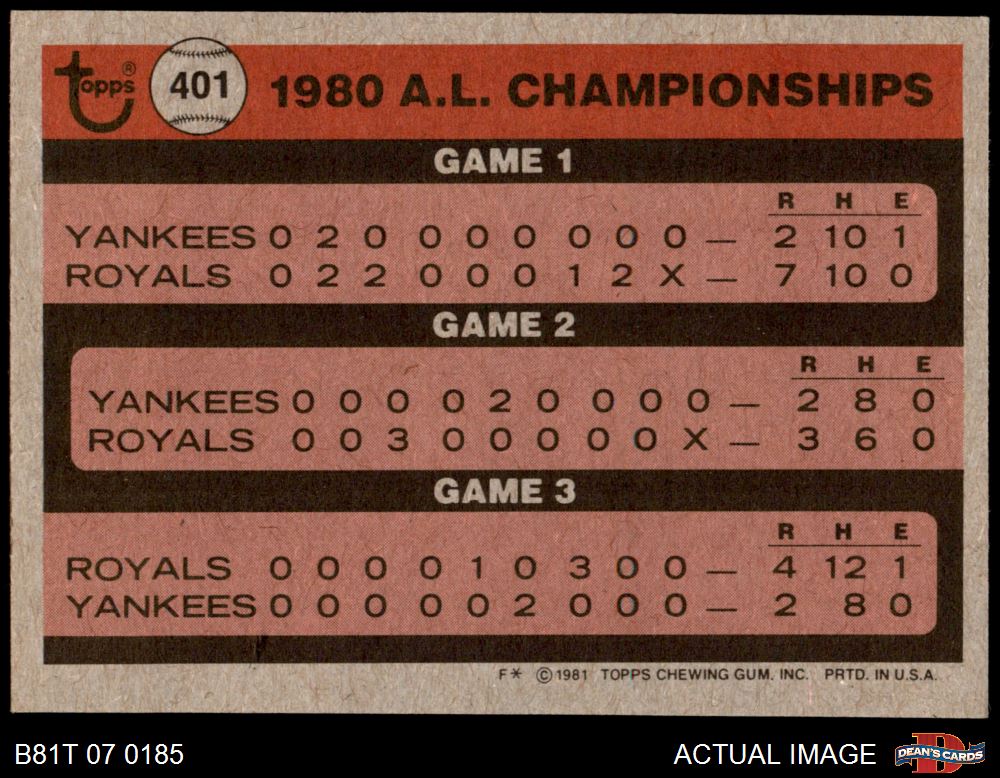 Topps® 401 1980 A.L. CHAMPIONSHIPS
GAME 1
R H E
YANKEES 0 2 0 0 0 0 0 0 0 — 2 10 1
ROYALS 0 2 2 0 0 0 1 2 X — 7 10 0
GAME 2
R H E
YANKEES 0 0 0 0 2 0 0 0 0 — 2 8 0
ROYALS 0 0 3 0 0 0 0 0 X — 3 6 0
GAME 3
R H E
ROYALS 0 0 0 0 1 0 3 0 0 — 4 12 1
YANKEES 0 0 0 0 0 2 0 0 0 — 2 8 0
F* © 1981 TOPPS CHEWING GUM, INC. PRTD. IN U.S.A.
B81T 07 0185 ACTUAL IMAGE DEAN'S CARDS